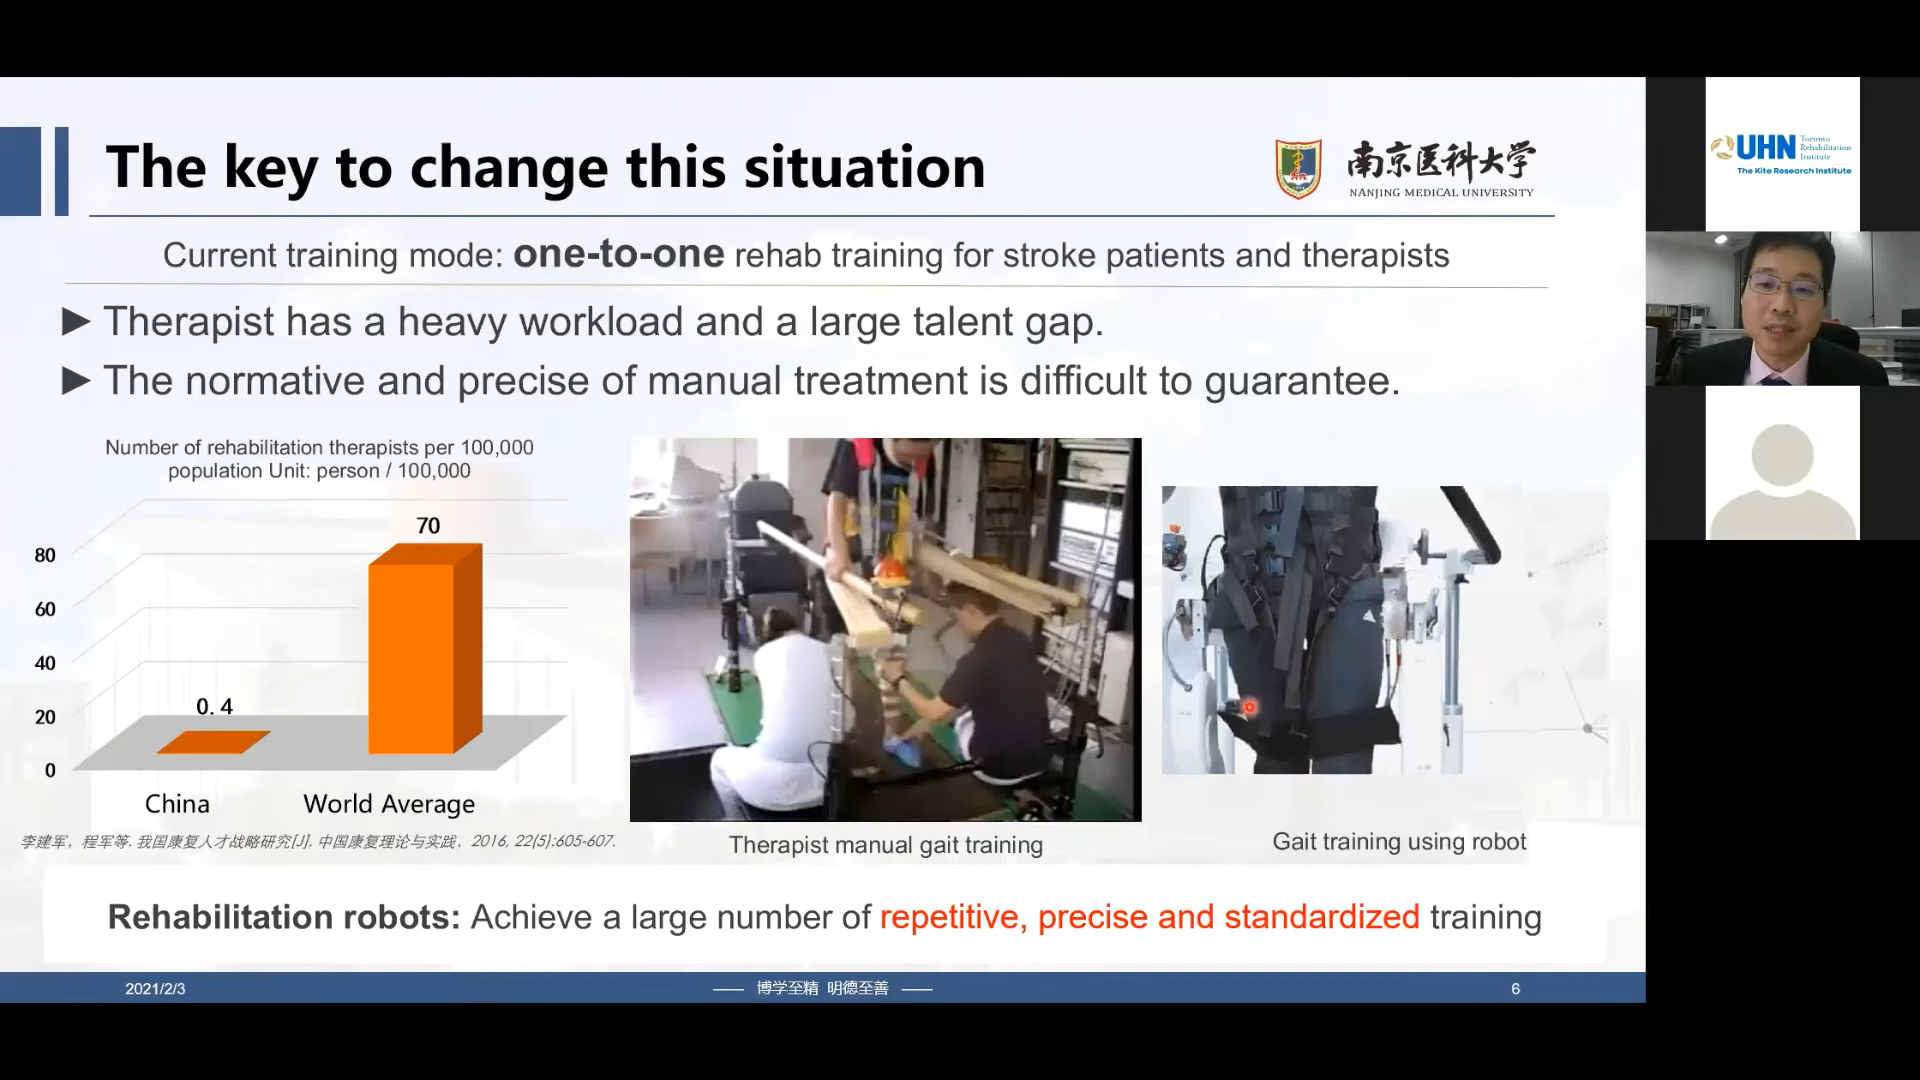 The key to change this situation
南京医科大学
NANJING MEDICAL UNIVERSITY
Current training mode: one-to-one rehab training for stroke patients and therapists
► Therapist has a heavy workload and a large talent gap.
► The normative and precise of manual treatment is difficult to guarantee.
Number of rehabilitation therapists per 100,000
population Unit: person / 100,000
80
60
40
20
0
0.4
70
China
World Average
李建军，程军等. 我国康复人才战略研究[J]. 中国康复理论与实践，2016, 22(5):605-607.
Therapist manual gait training
Gait training using robot
Rehabilitation robots: Achieve a large number of repetitive, precise and standardized training
2021/2/3
—— 博学至精 明德至善 ——
6
UHN
Toronto
Rehabilitation
Institute
The Kite Research Institute